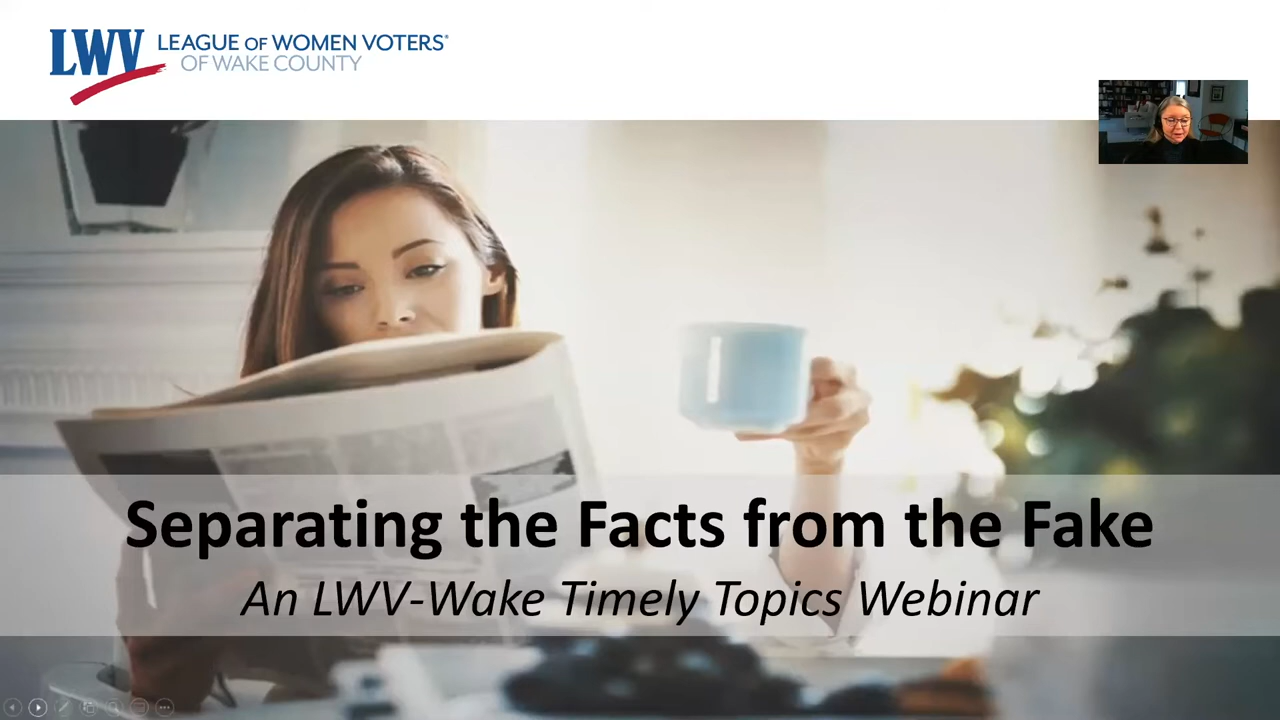 LWV LEAGUE OF WOMEN VOTERS®
OF WAKE COUNTY
Separating the Facts from the Fake
An LWV-Wake Timely Topics Webinar